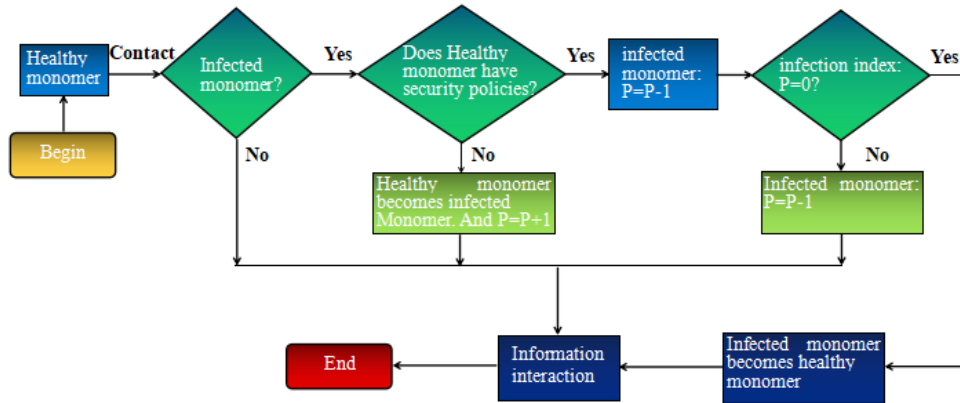 Healthy
monomer
Contact
Infected
monomer?
Yes
Does Healthy
monomer have
security policies?
Yes
infected
monomer:
P=P-1
infection index:
P=0?
Yes
Begin
No
No
No
Healthy monomer
becomes infected
Monomer. And P=P+1
Infected monomer:
P=P-1
End
Information
interaction
Infected monomer
becomes healthy
monomer